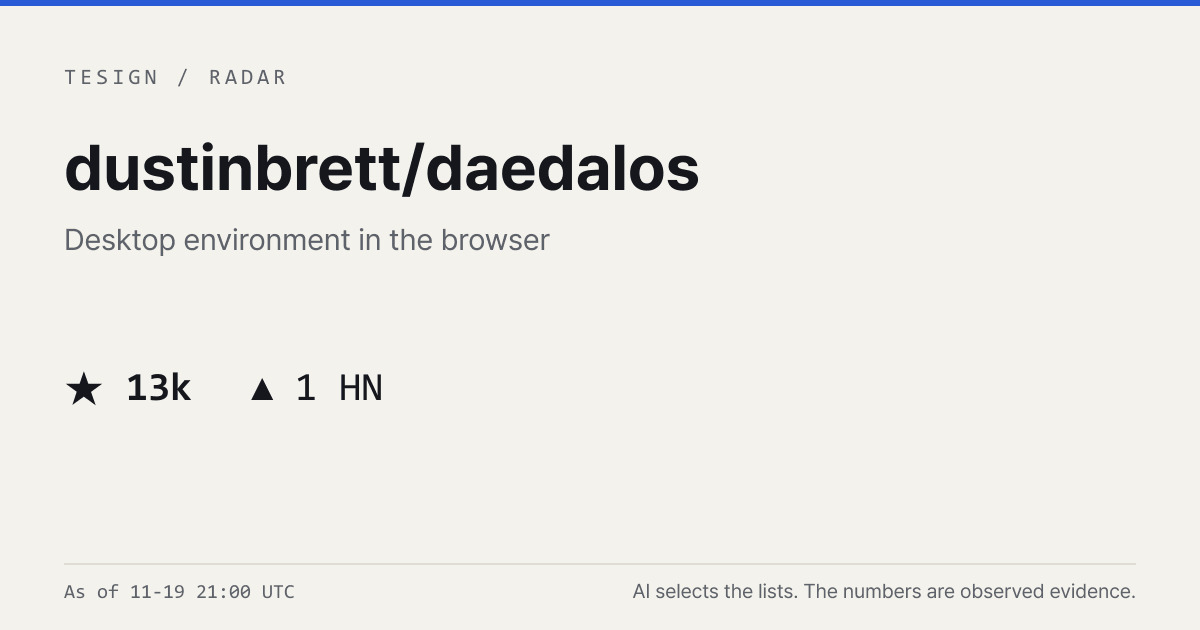 TESIGN / RADAR
dustinbrett/daedalos
Desktop environment in the browser
★ 13k ▲ 1 HN
As of 11-19 21:00 UTC
AI selects the lists. The numbers are observed evidence.